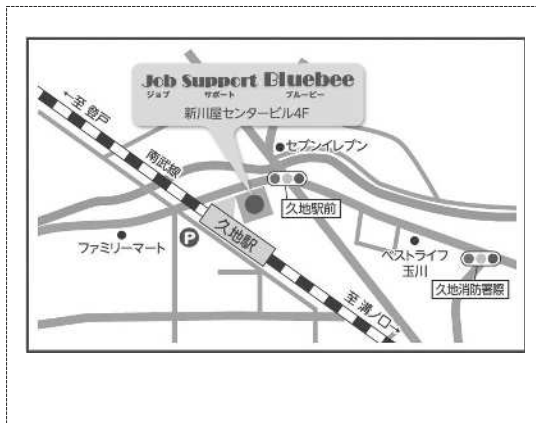 Job Support Bluebee
ジョブ サポート ブルービー
新川屋センタービル4F
←至 登戸
南武線
セブンイレブン
久地駅前
久地駅
P
ファミリーマート
ベストライフ
玉川
久地消防署際
至 溝ノ口→